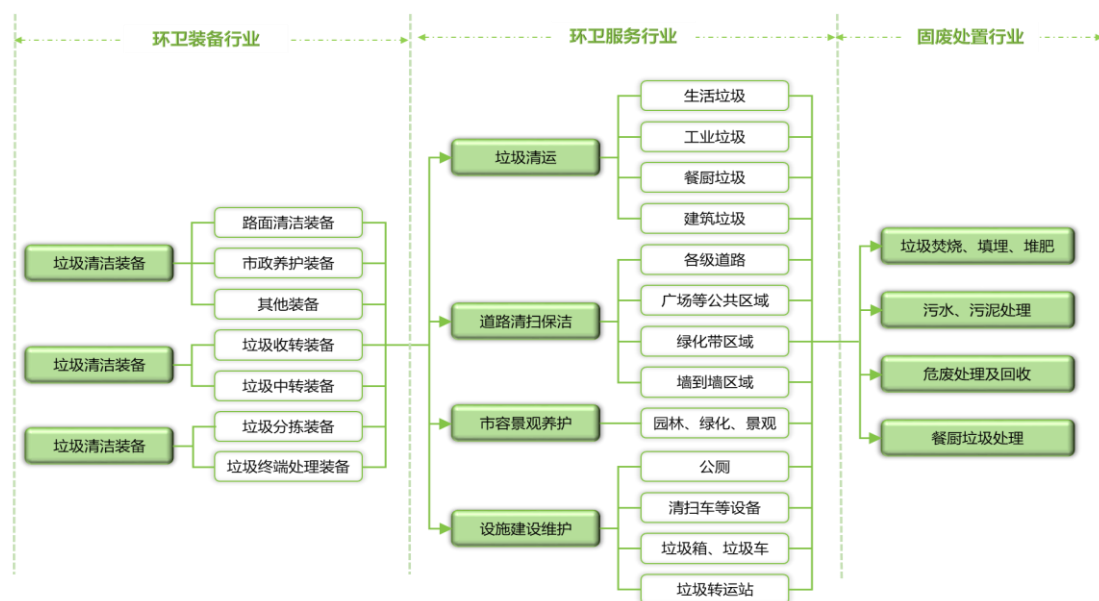 环卫装备行业
环卫服务行业
固废处置行业
垃圾清洁装备
路面清洁装备
市政养护装备
其他装备
垃圾清洁装备
垃圾收转装备
垃圾中转装备
垃圾清洁装备
垃圾分拣装备
垃圾终端处理装备
垃圾清运
生活垃圾
工业垃圾
餐厨垃圾
建筑垃圾
道路清扫保洁
各级道路
广场等公共区域
绿化带区域
墙到墙区域
市容景观养护
园林、绿化、景观
设施建设维护
公厕
清扫车等设备
垃圾箱、垃圾车
垃圾转运站
垃圾焚烧、填埋、堆肥
污水、污泥处理
危废处理及回收
餐厨垃圾处理